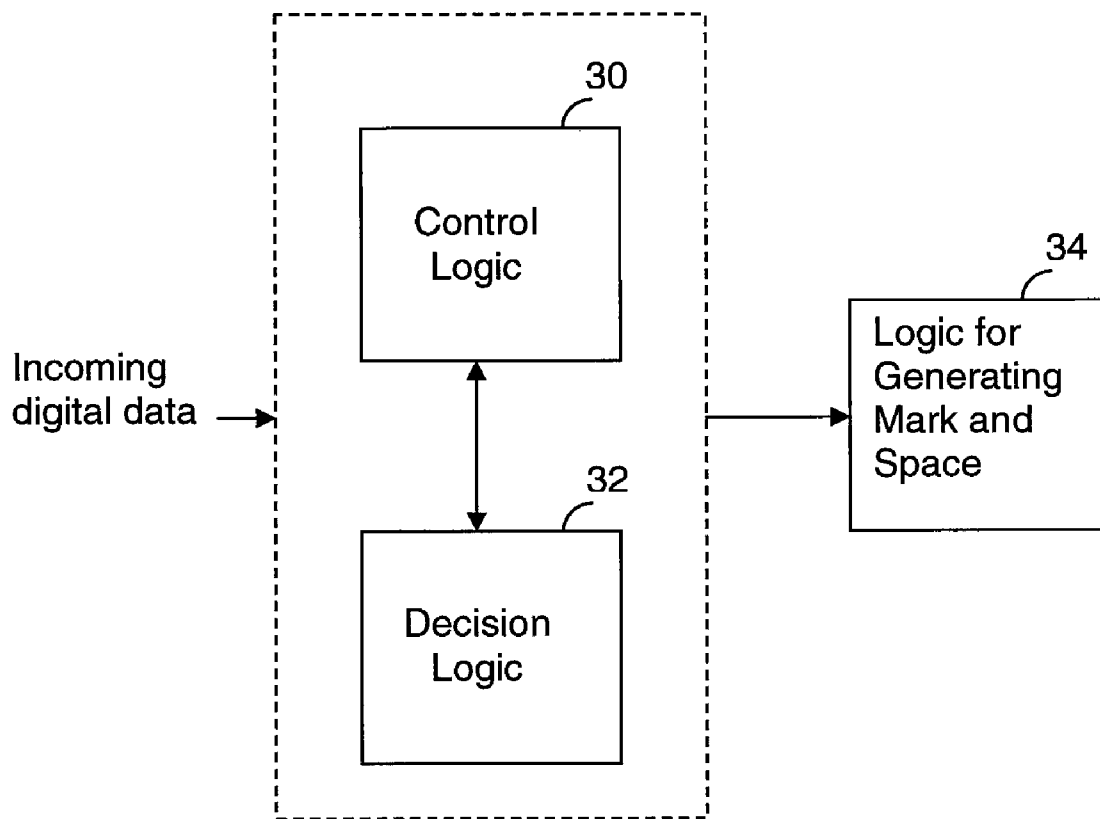 30
Control
Logic
34
Logic for
Generating
Mark and
Space
Incoming
digital data
32
Decision
Logic